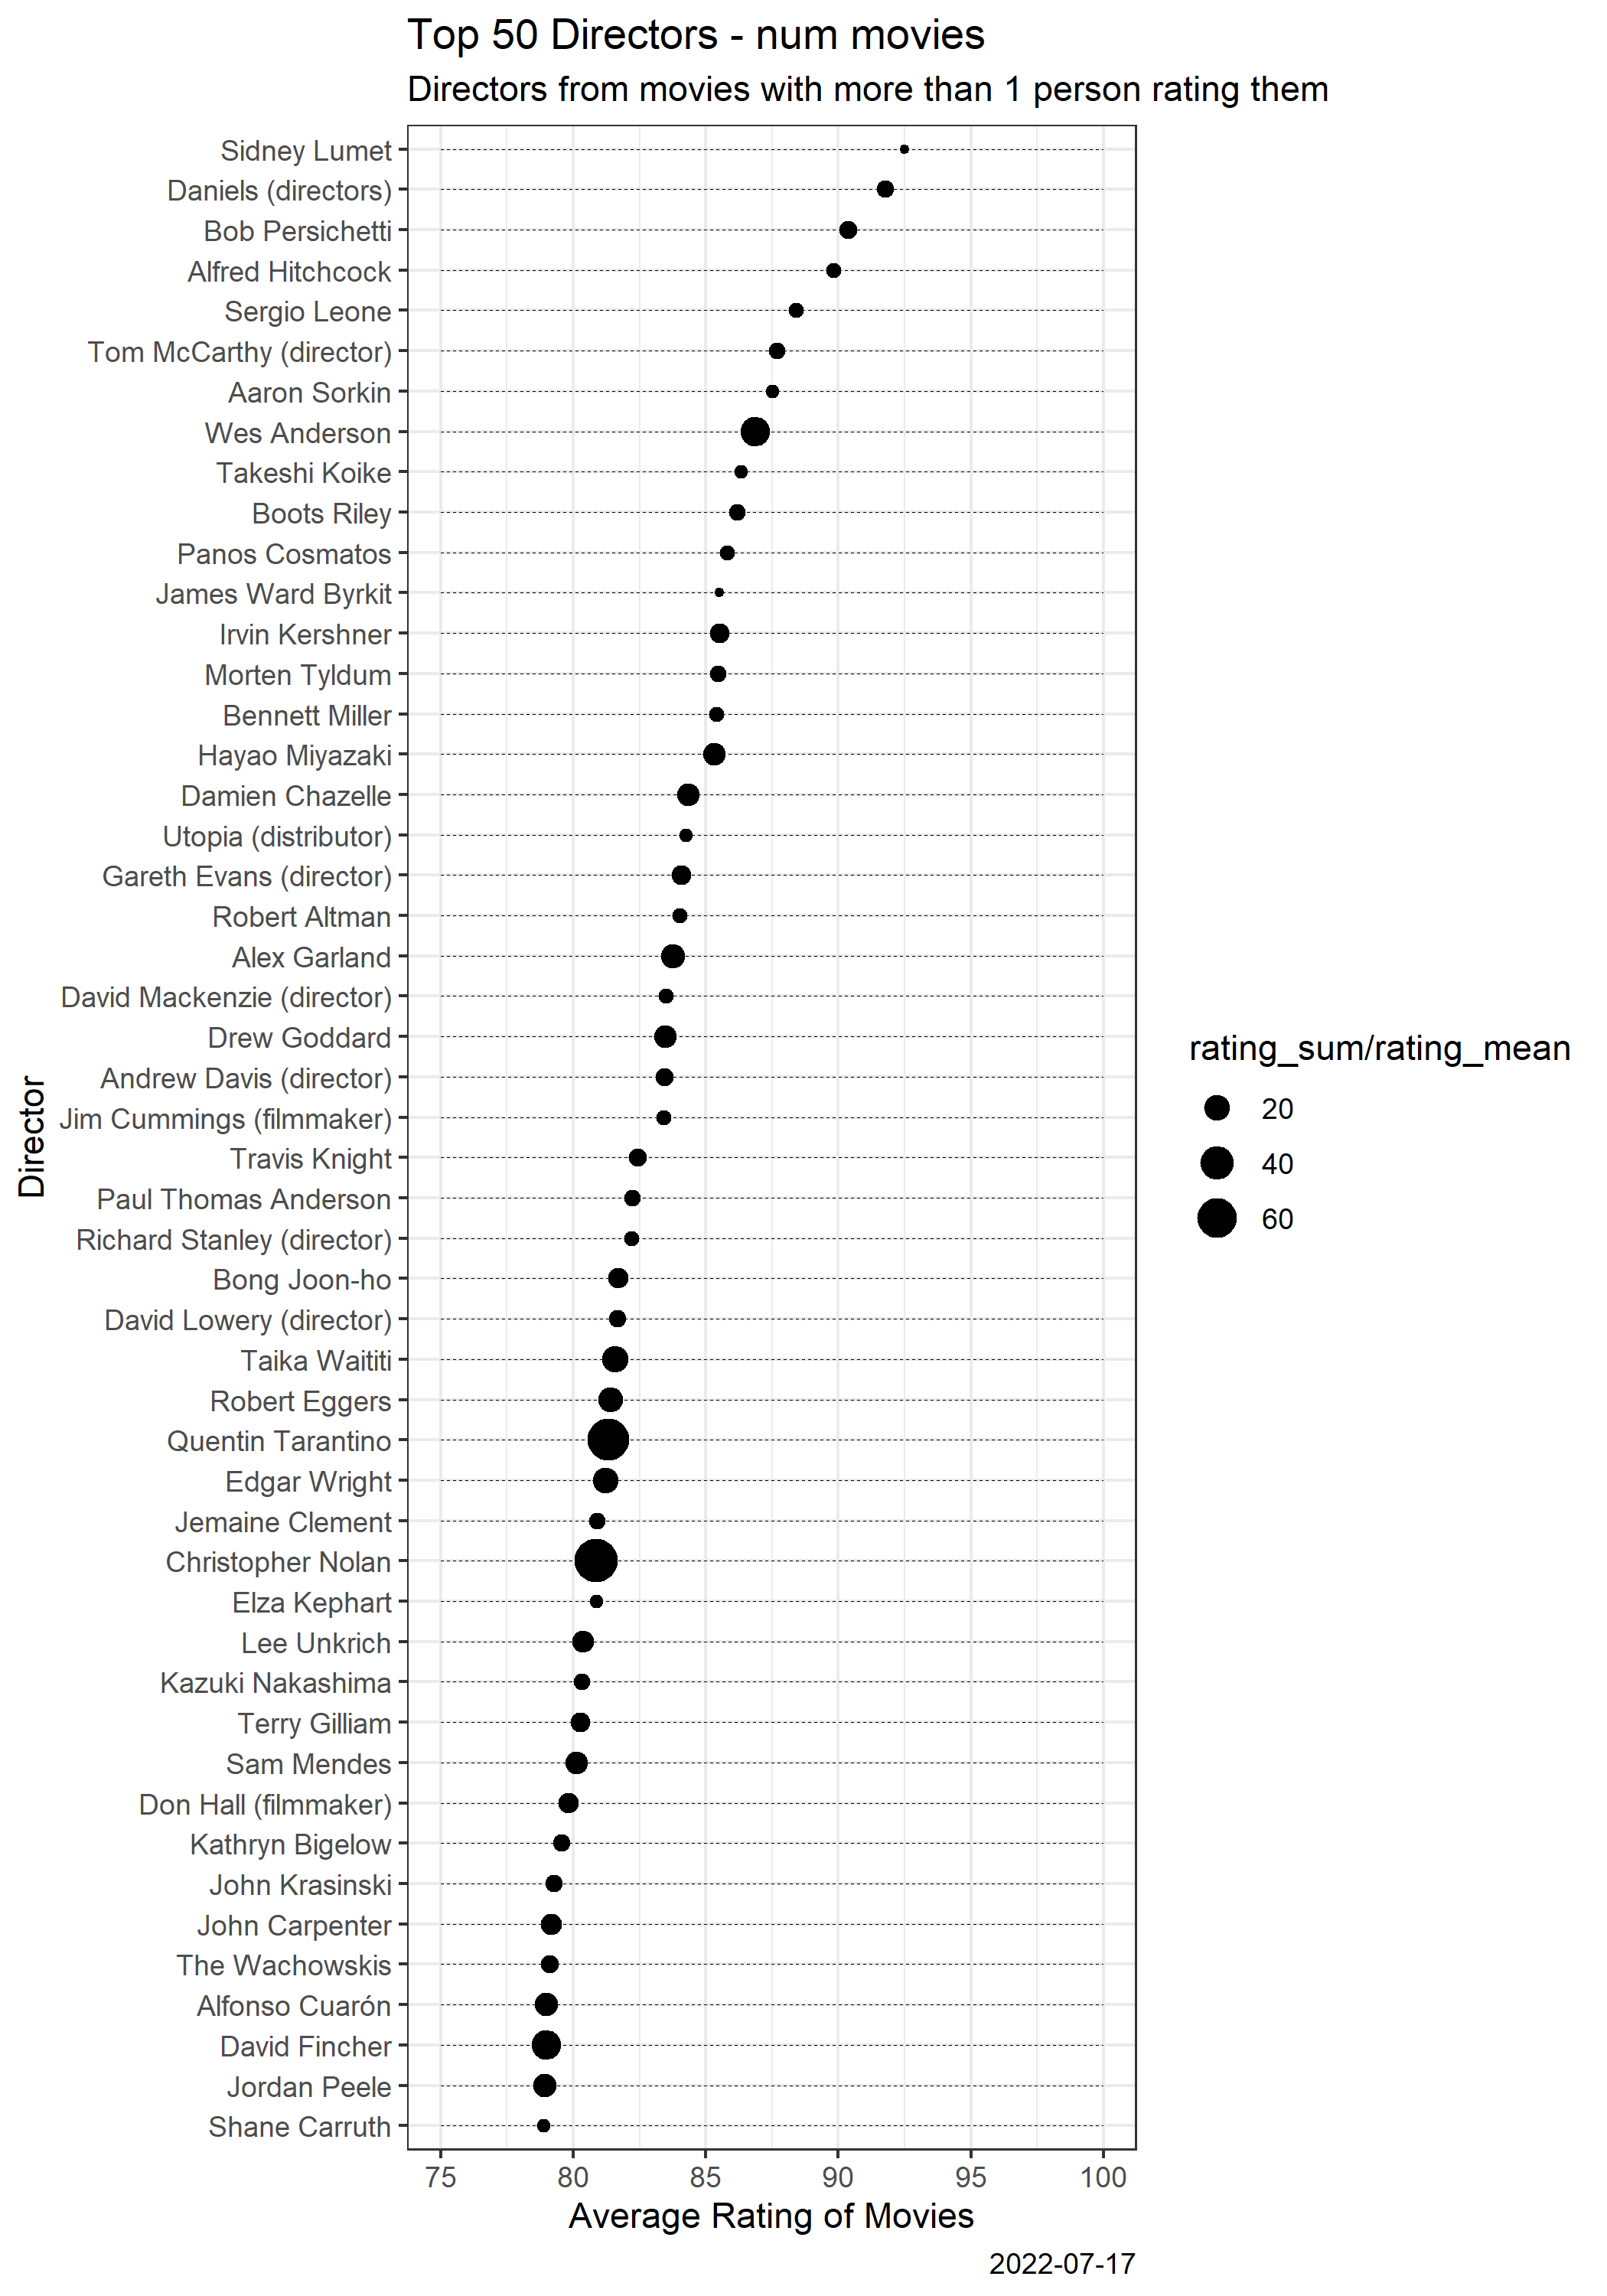 Top 50 Directors - num movies
Directors from movies with more than 1 person rating them
Sidney Lumet
Daniels (directors)
Bob Persichetti
Alfred Hitchcock
Sergio Leone
Tom McCarthy (director)
Aaron Sorkin
Wes Anderson
Takeshi Koike
Boots Riley
Panos Cosmatos
James Ward Byrkit
Irvin Kershner
Morten Tyldum
Bennett Miller
Hayao Miyazaki
Damien Chazelle
Utopia (distributor)
Gareth Evans (director)
Robert Altman
Alex Garland
David Mackenzie (director)
Drew Goddard
Andrew Davis (director)
Jim Cummings (filmmaker)
Travis Knight
Paul Thomas Anderson
Richard Stanley (director)
Bong Joon-ho
David Lowery (director)
Taika Waititi
Robert Eggers
Quentin Tarantino
Edgar Wright
Jemaine Clement
Christopher Nolan
Elza Kephart
Lee Unkrich
Kazuki Nakashima
Terry Gilliam
Sam Mendes
Don Hall (filmmaker)
Kathryn Bigelow
John Krasinski
John Carpenter
The Wachowskis
Alfonso Cuarón
David Fincher
Jordan Peele
Shane Carruth
Director
75 80 85 90 95 100
Average Rating of Movies
rating_sum/rating_mean
20
40
60
2022-07-17